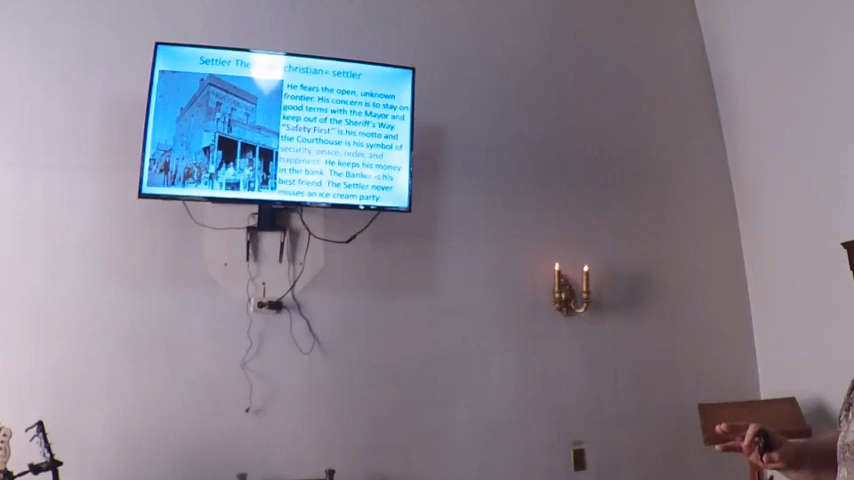 Settler The christian= settler
He fears the open, unknown
frontier. His concern is to stay on
good terms with the Mayor and
keep out of the Sheriff's Way.
"Safety First" is his motto and
the Courthouse is his symbol of
security, peace, order, and
happiness. He keeps his money
in the bank. The Banker is his
best friend. The Settler never
misses an ice cream party.